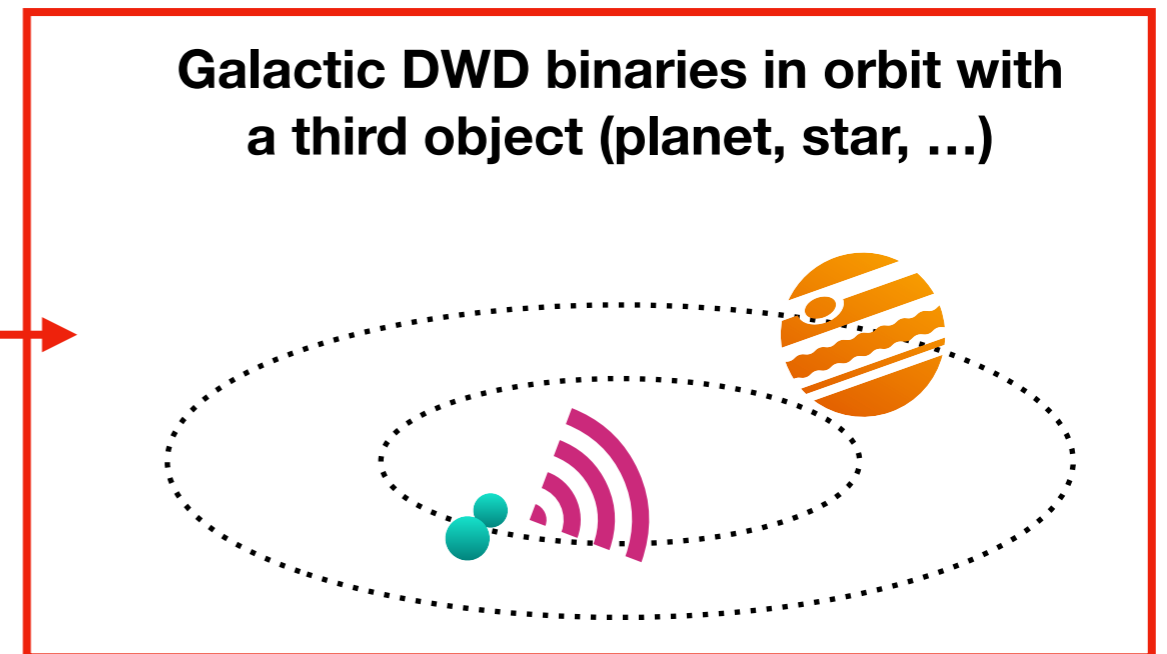 Galactic DWD binaries in orbit with
a third object (planet, star, …)